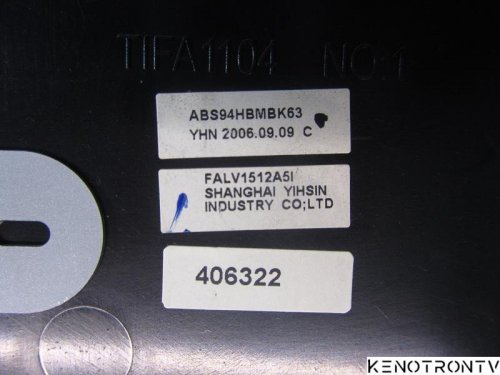 TIFA1104 NO:1
ABS94HBMBK63
YHN 2006.09.09 C
FALV1512A5I
SHANGHAI YIHSIN
INDUSTRY CO;LTD
406322
KENOTRONTV